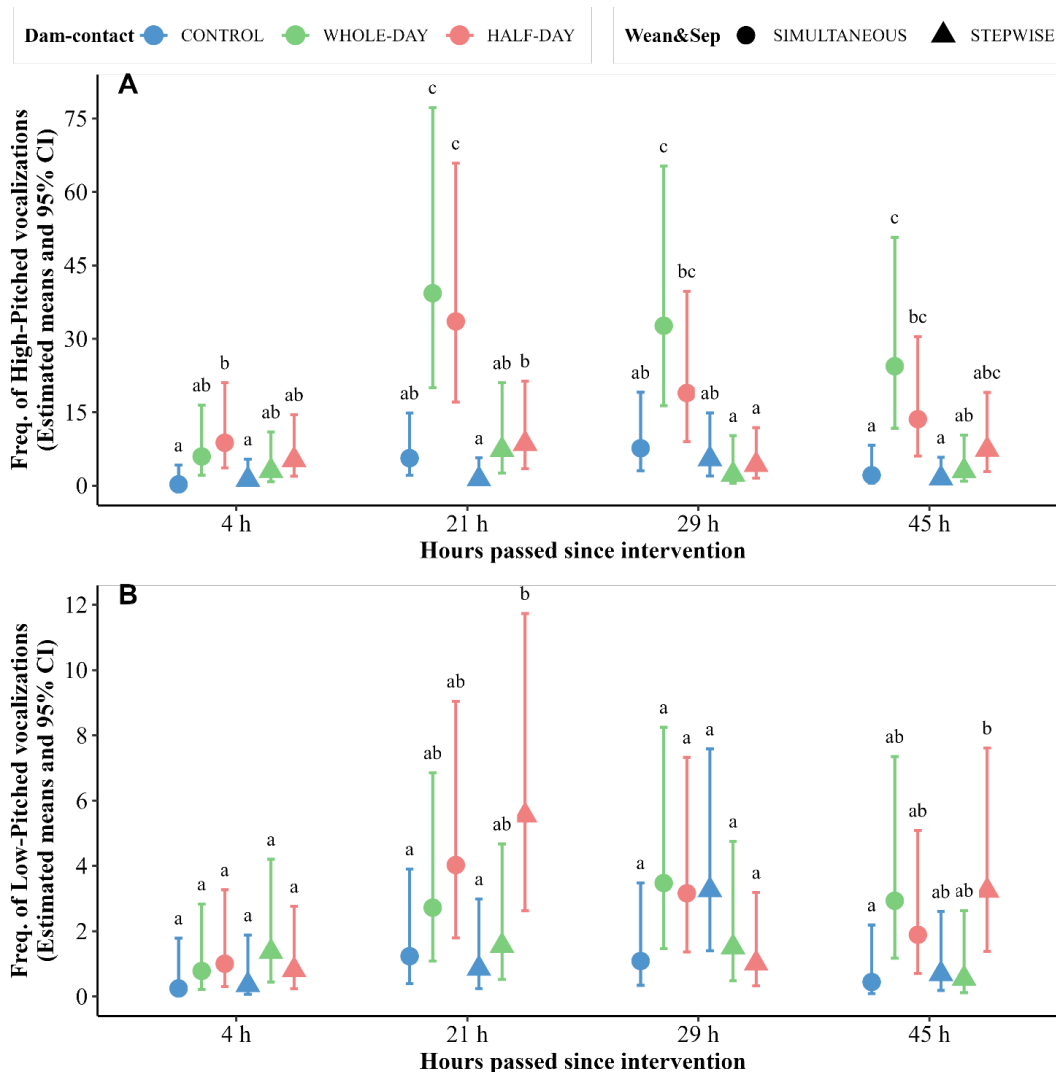 Dam-contact CONTROL WHOLE-DAY HALF-DAY Wean&Sep SIMULTANEOUS STEPWISE
A
Freq. of High-Pitched vocalizations
(Estimated means and 95% CI)
75
60
45
30
15
0
a ab b a ab ab
ab c c a ab b
ab c bc ab a a
a c bc a ab abc
4 h 21 h 29 h 45 h
Hours passed since intervention
B
Freq. of Low-Pitched vocalizations
(Estimated means and 95% CI)
12
10
8
6
4
2
0
a a a a a a
a ab ab a ab b
a a a a a a
a ab ab ab ab b
4 h 21 h 29 h 45 h
Hours passed since intervention